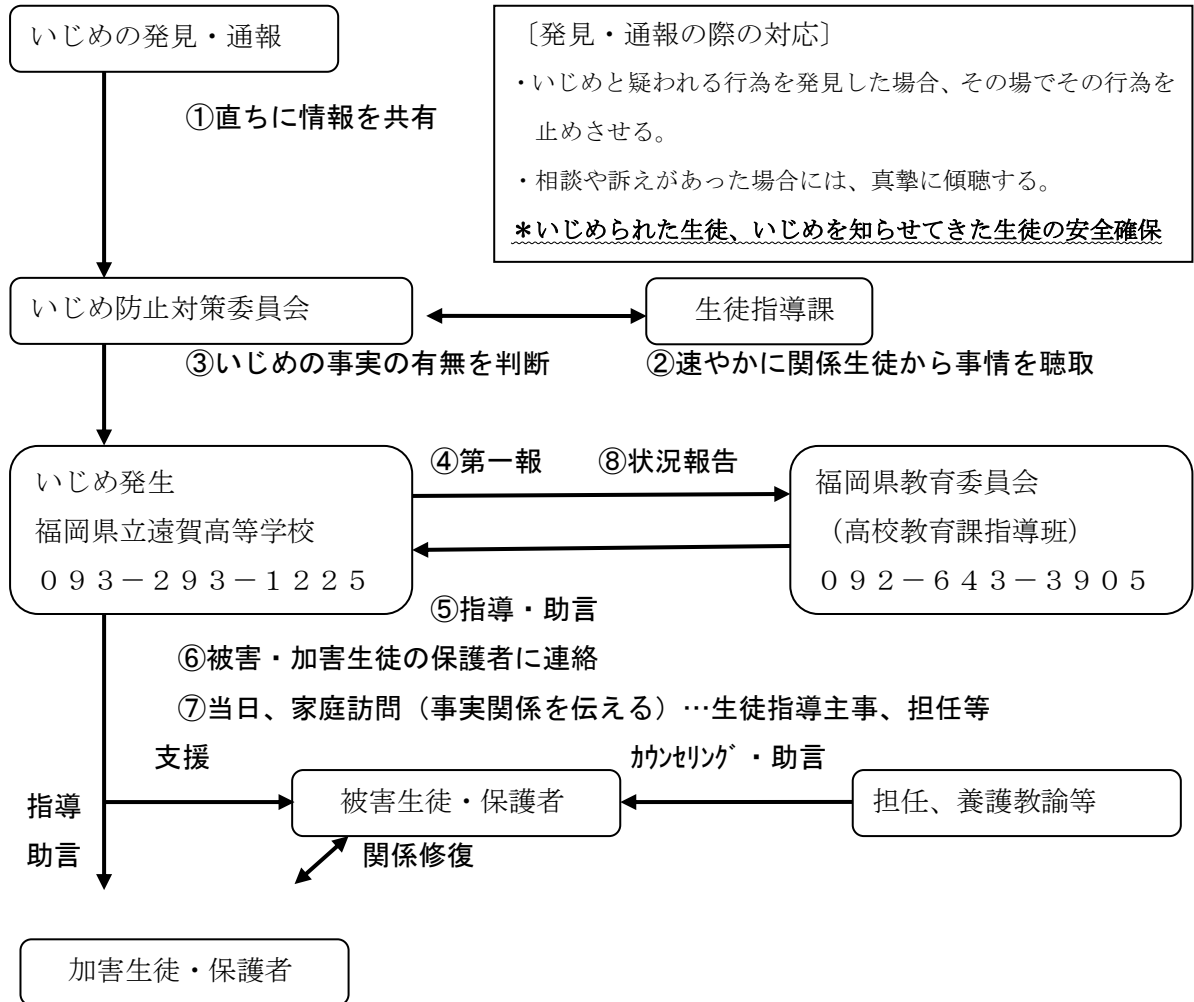 いじめの発見・通報
〔発見・通報の際の対応〕
・いじめと疑われる行為を発見した場合、その場でその行為を
止めさせる。
・相談や訴えがあった場合には、真摯に傾聴する。
＊いじめられた生徒、いじめを知らせてきた生徒の安全確保
①直ちに情報を共有
いじめ防止対策委員会
生徒指導課
③いじめの事実の有無を判断
②速やかに関係生徒から事情を聴取
いじめ発生
福岡県立遠賀高等学校
０９３－２９３－１２２５
④第一報
⑧状況報告
福岡県教育委員会
（高校教育課指導班）
０９２－６４３－３９０５
⑤指導・助言
⑥被害・加害生徒の保護者に連絡
⑦当日、家庭訪問（事実関係を伝える）…生徒指導主事、担任等
支援
ｶｳﾝｾﾘﾝｸﾞ・助言
指導
助言
被害生徒・保護者
担任、養護教諭等
関係修復
加害生徒・保護者